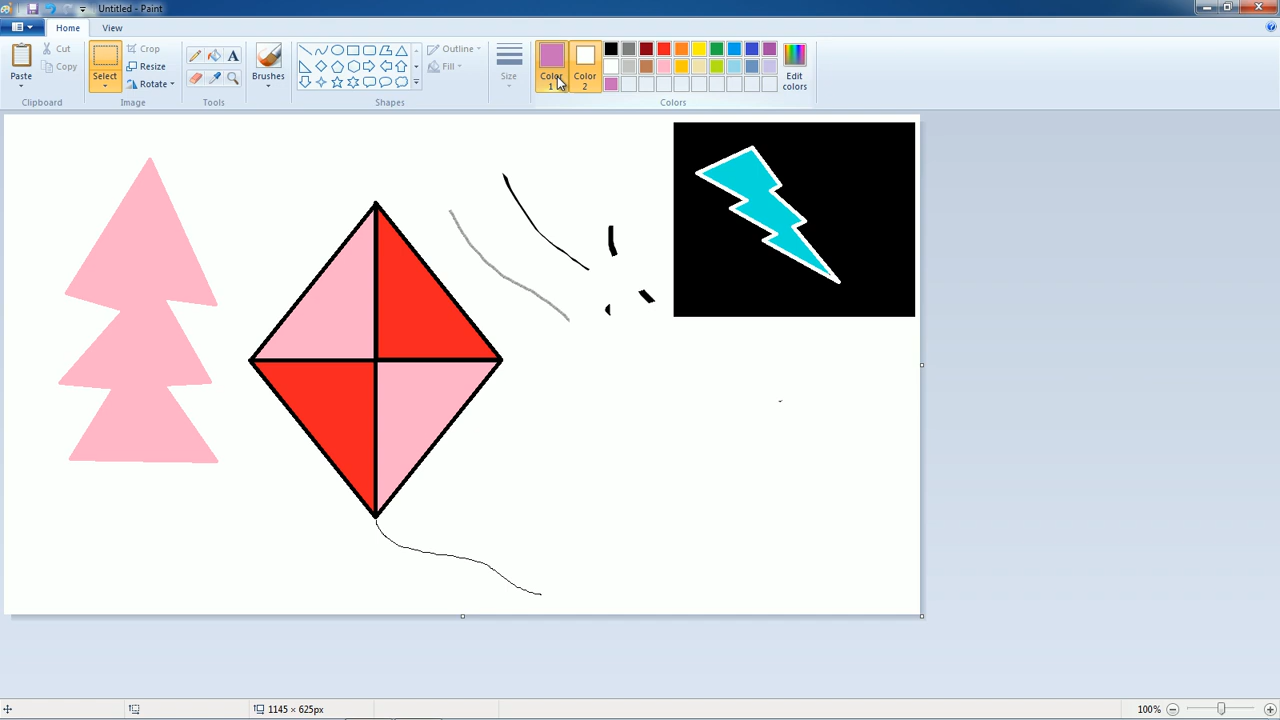 Untitled - Paint
Home
View
Paste
Cut
Copy
Clipboard
Select
Crop
Resize
Rotate
Image
A
Tools
Brushes
Outline
Fill
Shapes
Size
Color 1
Color 2
Edit colors
Colors
1145 × 625px
100%